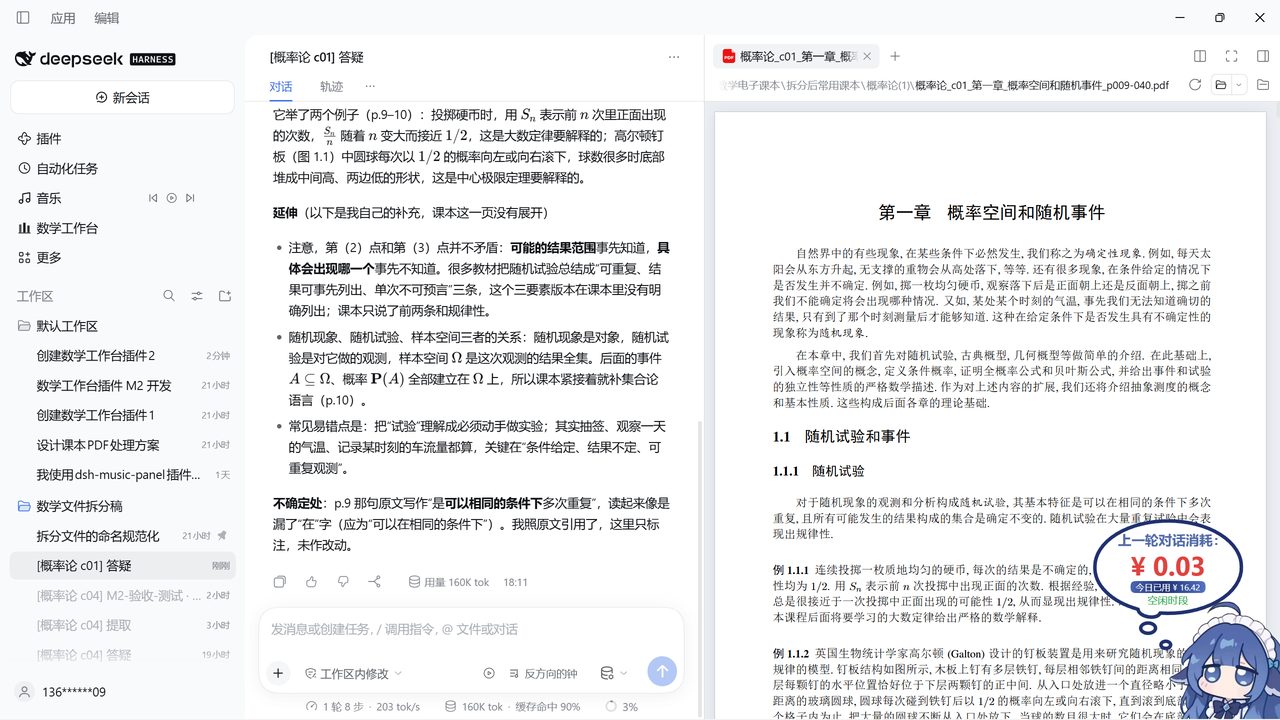 应用 编辑
deepseek HARNESS
新会话
插件
自动化任务
音乐
数学工作台
更多
工作区
默认工作区
创建数学工作台插件2 2分钟
数学工作台插件 M2 开发 21小时
创建数学工作台插件1 21小时
设计课本PDF处理方案 21小时
我使用dsh-music-panel插件... 1天
数学文件拆分稿
拆分文件的命名规范化 21小时
[概率论 c01] 答疑 刚刚
[概率论 c04] M2-验收-测试 · ... 2小时
[概率论 c04] 提取 3小时
[概率论 c04] 答疑 19小时
136******09
[概率论 c01] 答疑 ···
对话 轨迹 ···
它举了两个例子（p.9–10）：投掷硬币时，用 Sₙ 表示前 n 次里正面出现
的次数，Sₙ/n 随着 n 变大而接近 1/2，这是大数定律要解释的；高尔顿钉
板（图 1.1）中圆球每次以 1/2 的概率向左或向右滚下，球数很多时底部
堆成中间高、两边低的形状，这是中心极限定理要解释的。
延伸（以下是我自己的补充，课本这一页没有展开）
• 注意，第（2）点和第（3）点并不矛盾：可能的结果范围事先知道，具
体会出现哪一个事先不知道。很多教材把随机试验总结成“可重复、结
果可事先列出、单次不可预言”三条，这个三要素版本在课本里没有明
确列出；课本只说了前两条和规律性。
• 随机现象、随机试验、样本空间三者的关系：随机现象是对象，随机试
验是对它做的观测，样本空间 Ω 是这次观测的结果全集。后面的事件
A ⊆ Ω、概率 P(A) 全部建立在 Ω 上，所以课本紧接着就补集合论
语言（p.10）。
• 常见易错点是：把“试验”理解成必须动手做实验；其实抽签、观察一天
的气温、记录某时刻的车流量都算，关键在“条件给定、结果不定、可
重复观测”。
不确定处：p.9 那句原文写作“是可以相同的条件下多次重复”，读起来像是
漏了“在”字（应为“可以在相同的条件下”）。我照原文引用了，这里只标
注，未作改动。
用量 160K tok 18:11
发消息或创建任务, / 调用指令, @ 文件或对话
工作区内修改 反方向的钟
1 轮 8 步 · 203 tok/s 160K tok · 缓存命中 90% 3%
概率论_c01_第一章_概率
学电子课本\拆分后常用课本\概率论(1)\概率论_c01_第一章_概率空间和随机事件_p009-040.pdf
第一章 概率空间和随机事件
自然界中的有些现象, 在某些条件下必然发生, 我们称之为确定性现象. 例如, 每天太
阳会从东方升起, 无支撑的重物会从高处落下, 等等. 还有很多现象, 在条件给定的情况下
是否发生并不确定. 例如, 掷一枚均匀硬币, 观察落下后是正面朝上还是反面朝上, 掷之前
我们不能确定将会出现哪种情况. 又如, 某处某个时刻的气温, 事先我们无法知道确切的
结果, 只有到了那个时刻测量后才能够知道. 这种在给定条件下是否发生具有不确定性的
现象称为随机现象.
在本章中, 我们首先对随机试验, 古典概型, 几何概型等做简单的介绍. 在此基础上,
引入概率空间的概念, 定义条件概率, 证明全概率公式和贝叶斯公式, 并给出事件和试验
的独立性等性质的严格数学描述. 作为对上述内容的扩展, 我们还将介绍抽象测度的概念
和基本性质. 这些构成后面各章的理论基础.
1.1 随机试验和事件
1.1.1 随机试验
对于随机现象的观测和分析构成随机试验, 其基本特征是可以在相同的条件下多次
重复, 且所有可能发生的结果构成的集合是确定不变的. 随机试验在大量重复试验中会表
现出规律性.
例 1.1.1 连续投掷一枚质地均匀的硬币, 每次的结果是不确定的,
性均为 1/2. 用 Sₙ 表示前 n 次投掷中出现正面的次数. 根据经验,
总是很接近于一次投掷中正面出现的可能性 1/2, 从而显现出规律性.
本课程后面将要学习的大数定律给出严格的数学解释.
例 1.1.2 英国生物统计学家高尔顿 (Galton) 设计的钉板装置是用来研究随机现象的
规律的模型. 钉板结构如图所示, 木板上钉有多层铁钉, 每层相邻铁钉间的距离相同
层每颗钉的水平位置恰好位于下层两颗钉的正中间. 从入口处放进一个直径略小于
距离的玻璃圆球, 圆球每次碰到铁钉后以 1/2 的概率向左或向右滚下, 直到滚到底部
个格子内为止. 把大量的圆球不断从入口处放下, 当球的数目很大时, 它们会在底部
上一轮对话消耗：
¥ 0.03
今日已用 ¥ 16.42
空闲时段